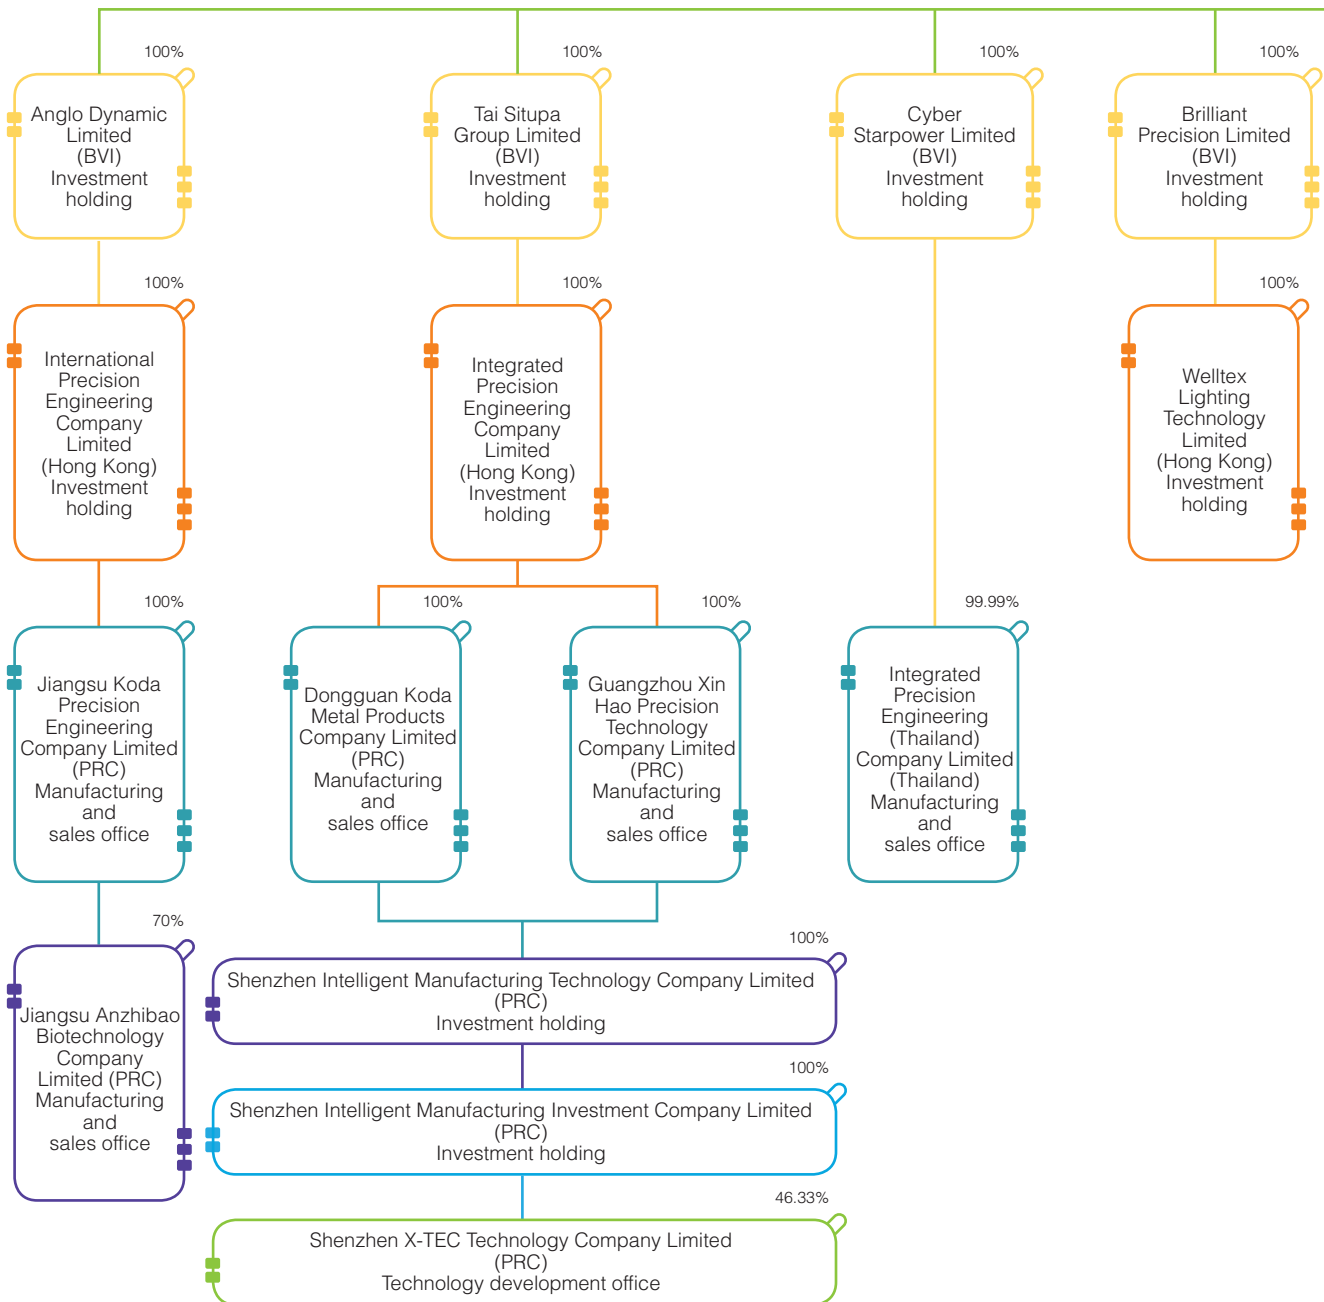 100%
Anglo Dynamic
Limited
(BVI)
Investment
holding
100%
Tai Situpa
Group Limited
(BVI)
Investment
holding
100%
Cyber
Starpower Limited
(BVI)
Investment
holding
100%
Brilliant
Precision Limited
(BVI)
Investment
holding
100%
International
Precision
Engineering
Company
Limited
(Hong Kong)
Investment
holding
100%
Integrated
Precision
Engineering
Company
Limited
(Hong Kong)
Investment
holding
100%
Welltex
Lighting
Technology
Limited
(Hong Kong)
Investment
holding
100%
Jiangsu Koda
Precision
Engineering
Company Limited
(PRC)
Manufacturing
and
sales office
100%
Dongguan Koda
Metal Products
Company Limited
(PRC)
Manufacturing
and
sales office
100%
Guangzhou Xin
Hao Precision
Technology
Company Limited
(PRC)
Manufacturing
and
sales office
99.99%
Integrated
Precision
Engineering
(Thailand)
Company Limited
(Thailand)
Manufacturing
and
sales office
70%
Jiangsu Anzhibao
Biotechnology
Company
Limited (PRC)
Manufacturing
and
sales office
100%
Shenzhen Intelligent Manufacturing Technology Company Limited
(PRC)
Investment holding
100%
Shenzhen Intelligent Manufacturing Investment Company Limited
(PRC)
Investment holding
46.33%
Shenzhen X-TEC Technology Company Limited
(PRC)
Technology development office